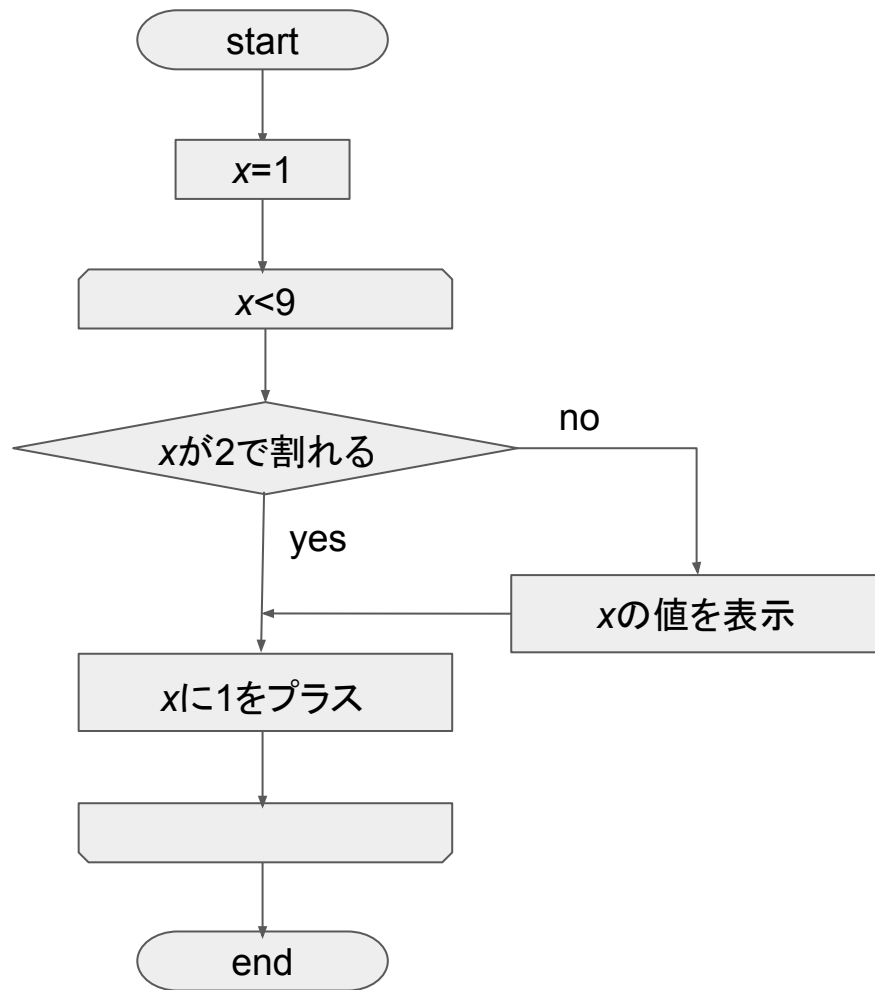 start
x=1
x<9
xが2で割れる
no
yes
xの値を表示
xに1をプラス
end